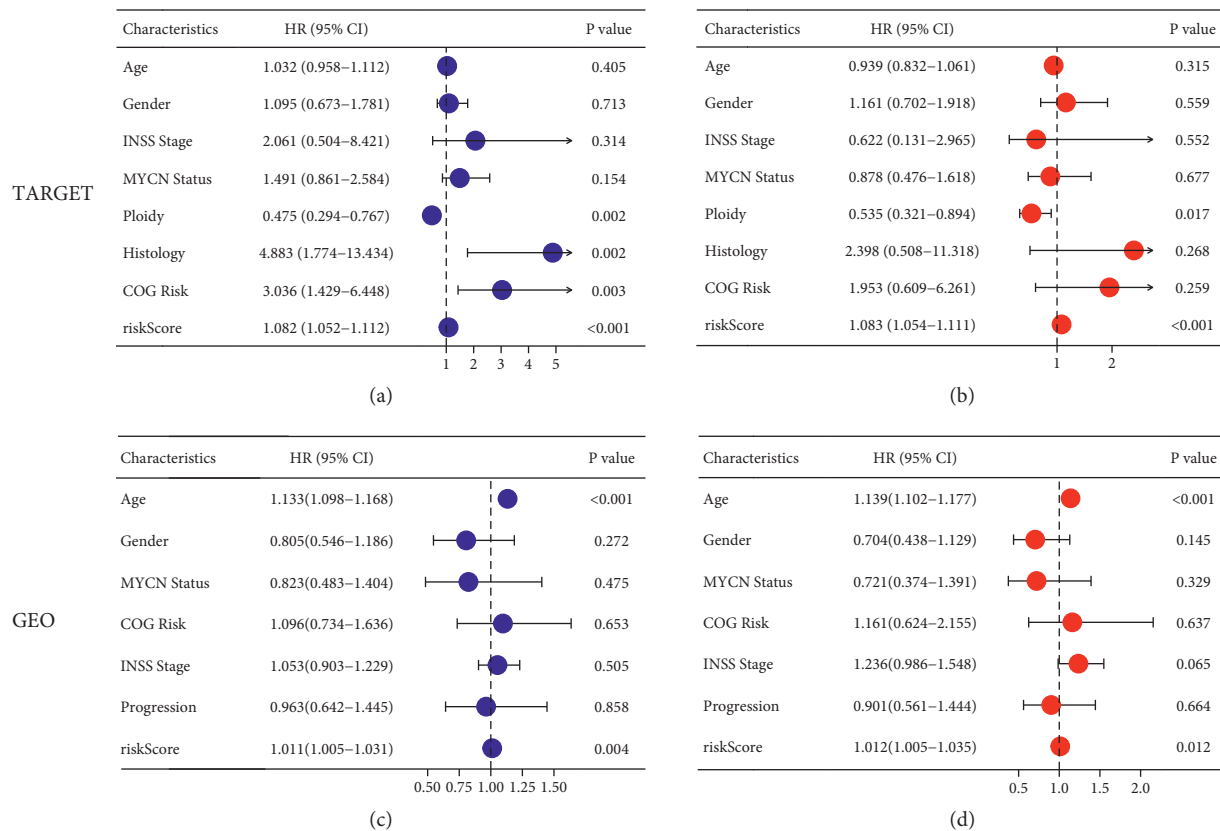 TARGET
Characteristics HR (95% CI) P value
Age 1.032 (0.958–1.112) 0.405
Gender 1.095 (0.673–1.781) 0.713
INSS Stage 2.061 (0.504–8.421) 0.314
MYCN Status 1.491 (0.861–2.584) 0.154
Ploidy 0.475 (0.294–0.767) 0.002
Histology 4.883 (1.774–13.434) 0.002
COG Risk 3.036 (1.429–6.448) 0.003
riskScore 1.082 (1.052–1.112) <0.001
1 2 3 4 5
(a)
Characteristics HR (95% CI) P value
Age 0.939 (0.832–1.061) 0.315
Gender 1.161 (0.702–1.918) 0.559
INSS Stage 0.622 (0.131–2.965) 0.552
MYCN Status 0.878 (0.476–1.618) 0.677
Ploidy 0.535 (0.321–0.894) 0.017
Histology 2.398 (0.508–11.318) 0.268
COG Risk 1.953 (0.609–6.261) 0.259
riskScore 1.083 (1.054–1.111) <0.001
1 2
(b)
GEO
Characteristics HR (95% CI) P value
Age 1.133(1.098–1.168) <0.001
Gender 0.805(0.546–1.186) 0.272
MYCN Status 0.823(0.483–1.404) 0.475
COG Risk 1.096(0.734–1.636) 0.653
INSS Stage 1.053(0.903–1.229) 0.505
Progression 0.963(0.642–1.445) 0.858
riskScore 1.011(1.005–1.031) 0.004
0.50 0.75 1.00 1.25 1.50
(c)
Characteristics HR (95% CI) P value
Age 1.139(1.102–1.177) <0.001
Gender 0.704(0.438–1.129) 0.145
MYCN Status 0.721(0.374–1.391) 0.329
COG Risk 1.161(0.624–2.155) 0.637
INSS Stage 1.236(0.986–1.548) 0.065
Progression 0.901(0.561–1.444) 0.664
riskScore 1.012(1.005–1.035) 0.012
0.5 1.0 1.5 2.0
(d)